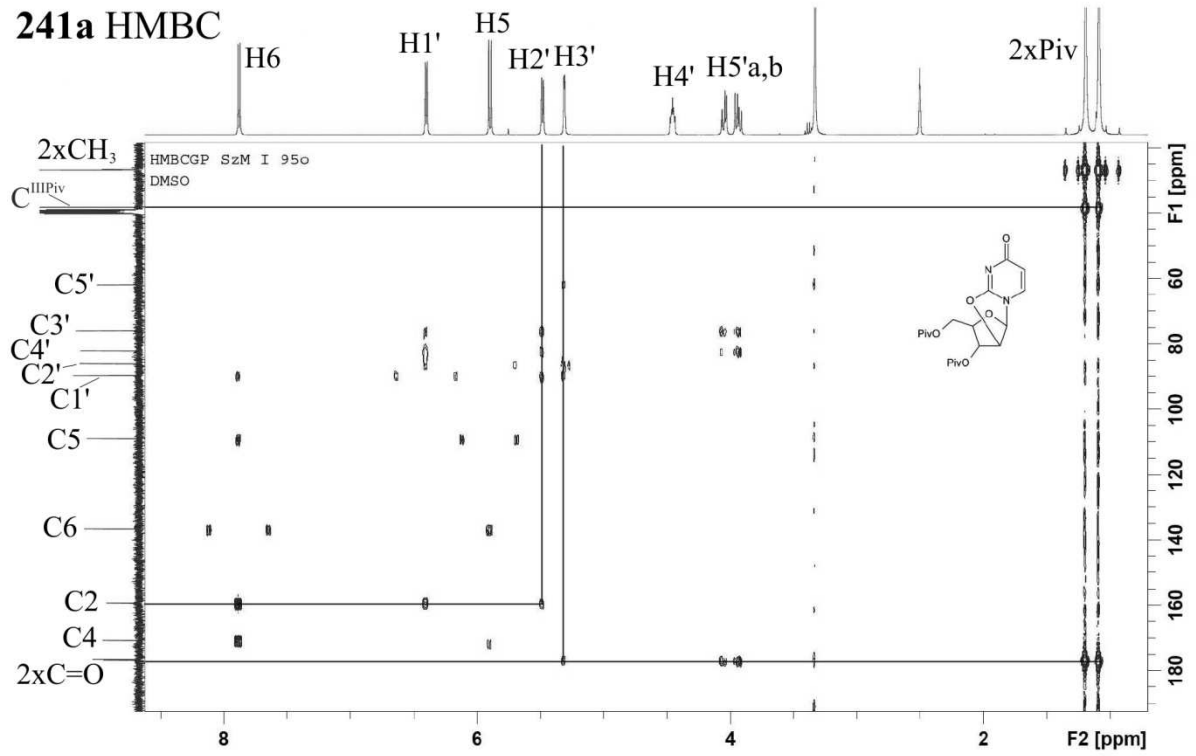 241a HMBC
H6
H1'
H5
H2'
H3'
H4'
H5'a,b
2xPiv
2xCH₃
HMBCGP SzM I 95o
DMSO
C^IIIPiv
C5'
C3'
C4'
C2'
C1'
C5
C6
C2
C4
2xC=O
O
N
N
O
O
PivO
PivO
F1 [ppm]
60
80
100
120
140
160
180
8
6
4
2
F2 [ppm]